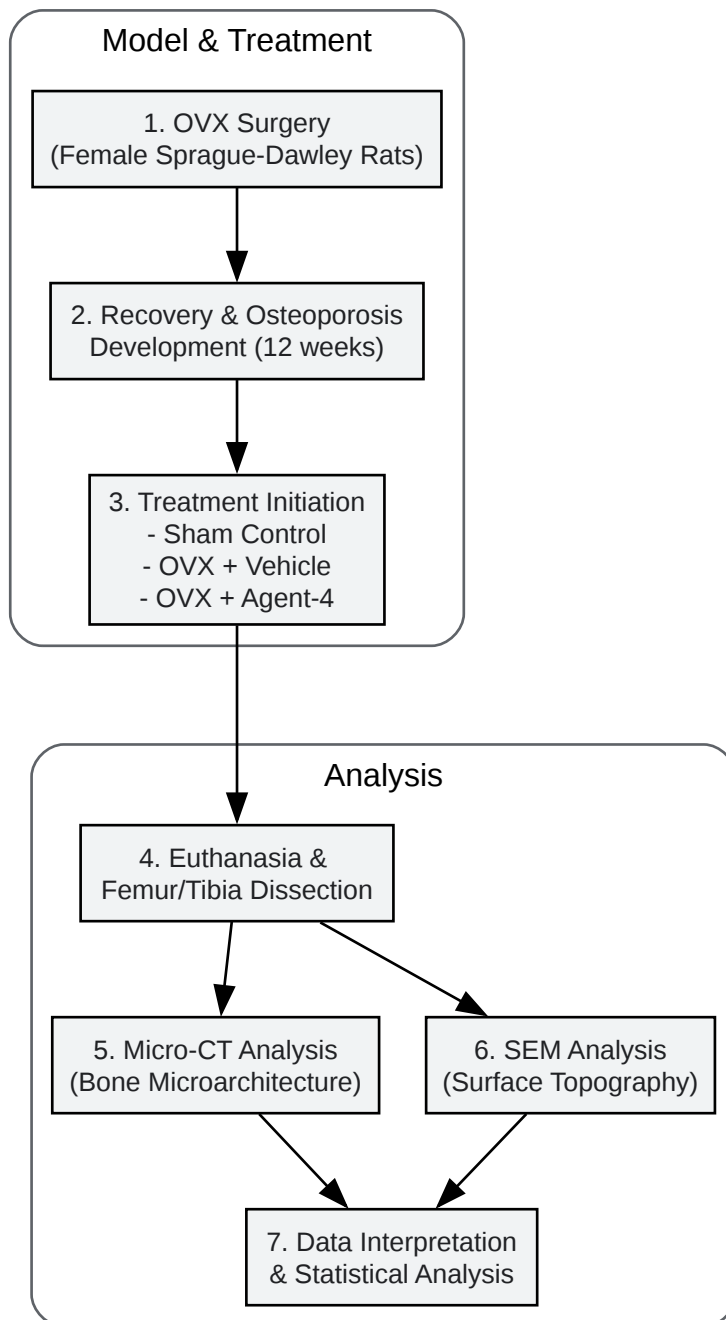 Model & Treatment
1. OVX Surgery
(Female Sprague-Dawley Rats)
2. Recovery & Osteoporosis
Development (12 weeks)
3. Treatment Initiation
- Sham Control
- OVX + Vehicle
- OVX + Agent-4
Analysis
4. Euthanasia &
Femur/Tibia Dissection
5. Micro-CT Analysis
(Bone Microarchitecture)
6. SEM Analysis
(Surface Topography)
7. Data Interpretation
& Statistical Analysis